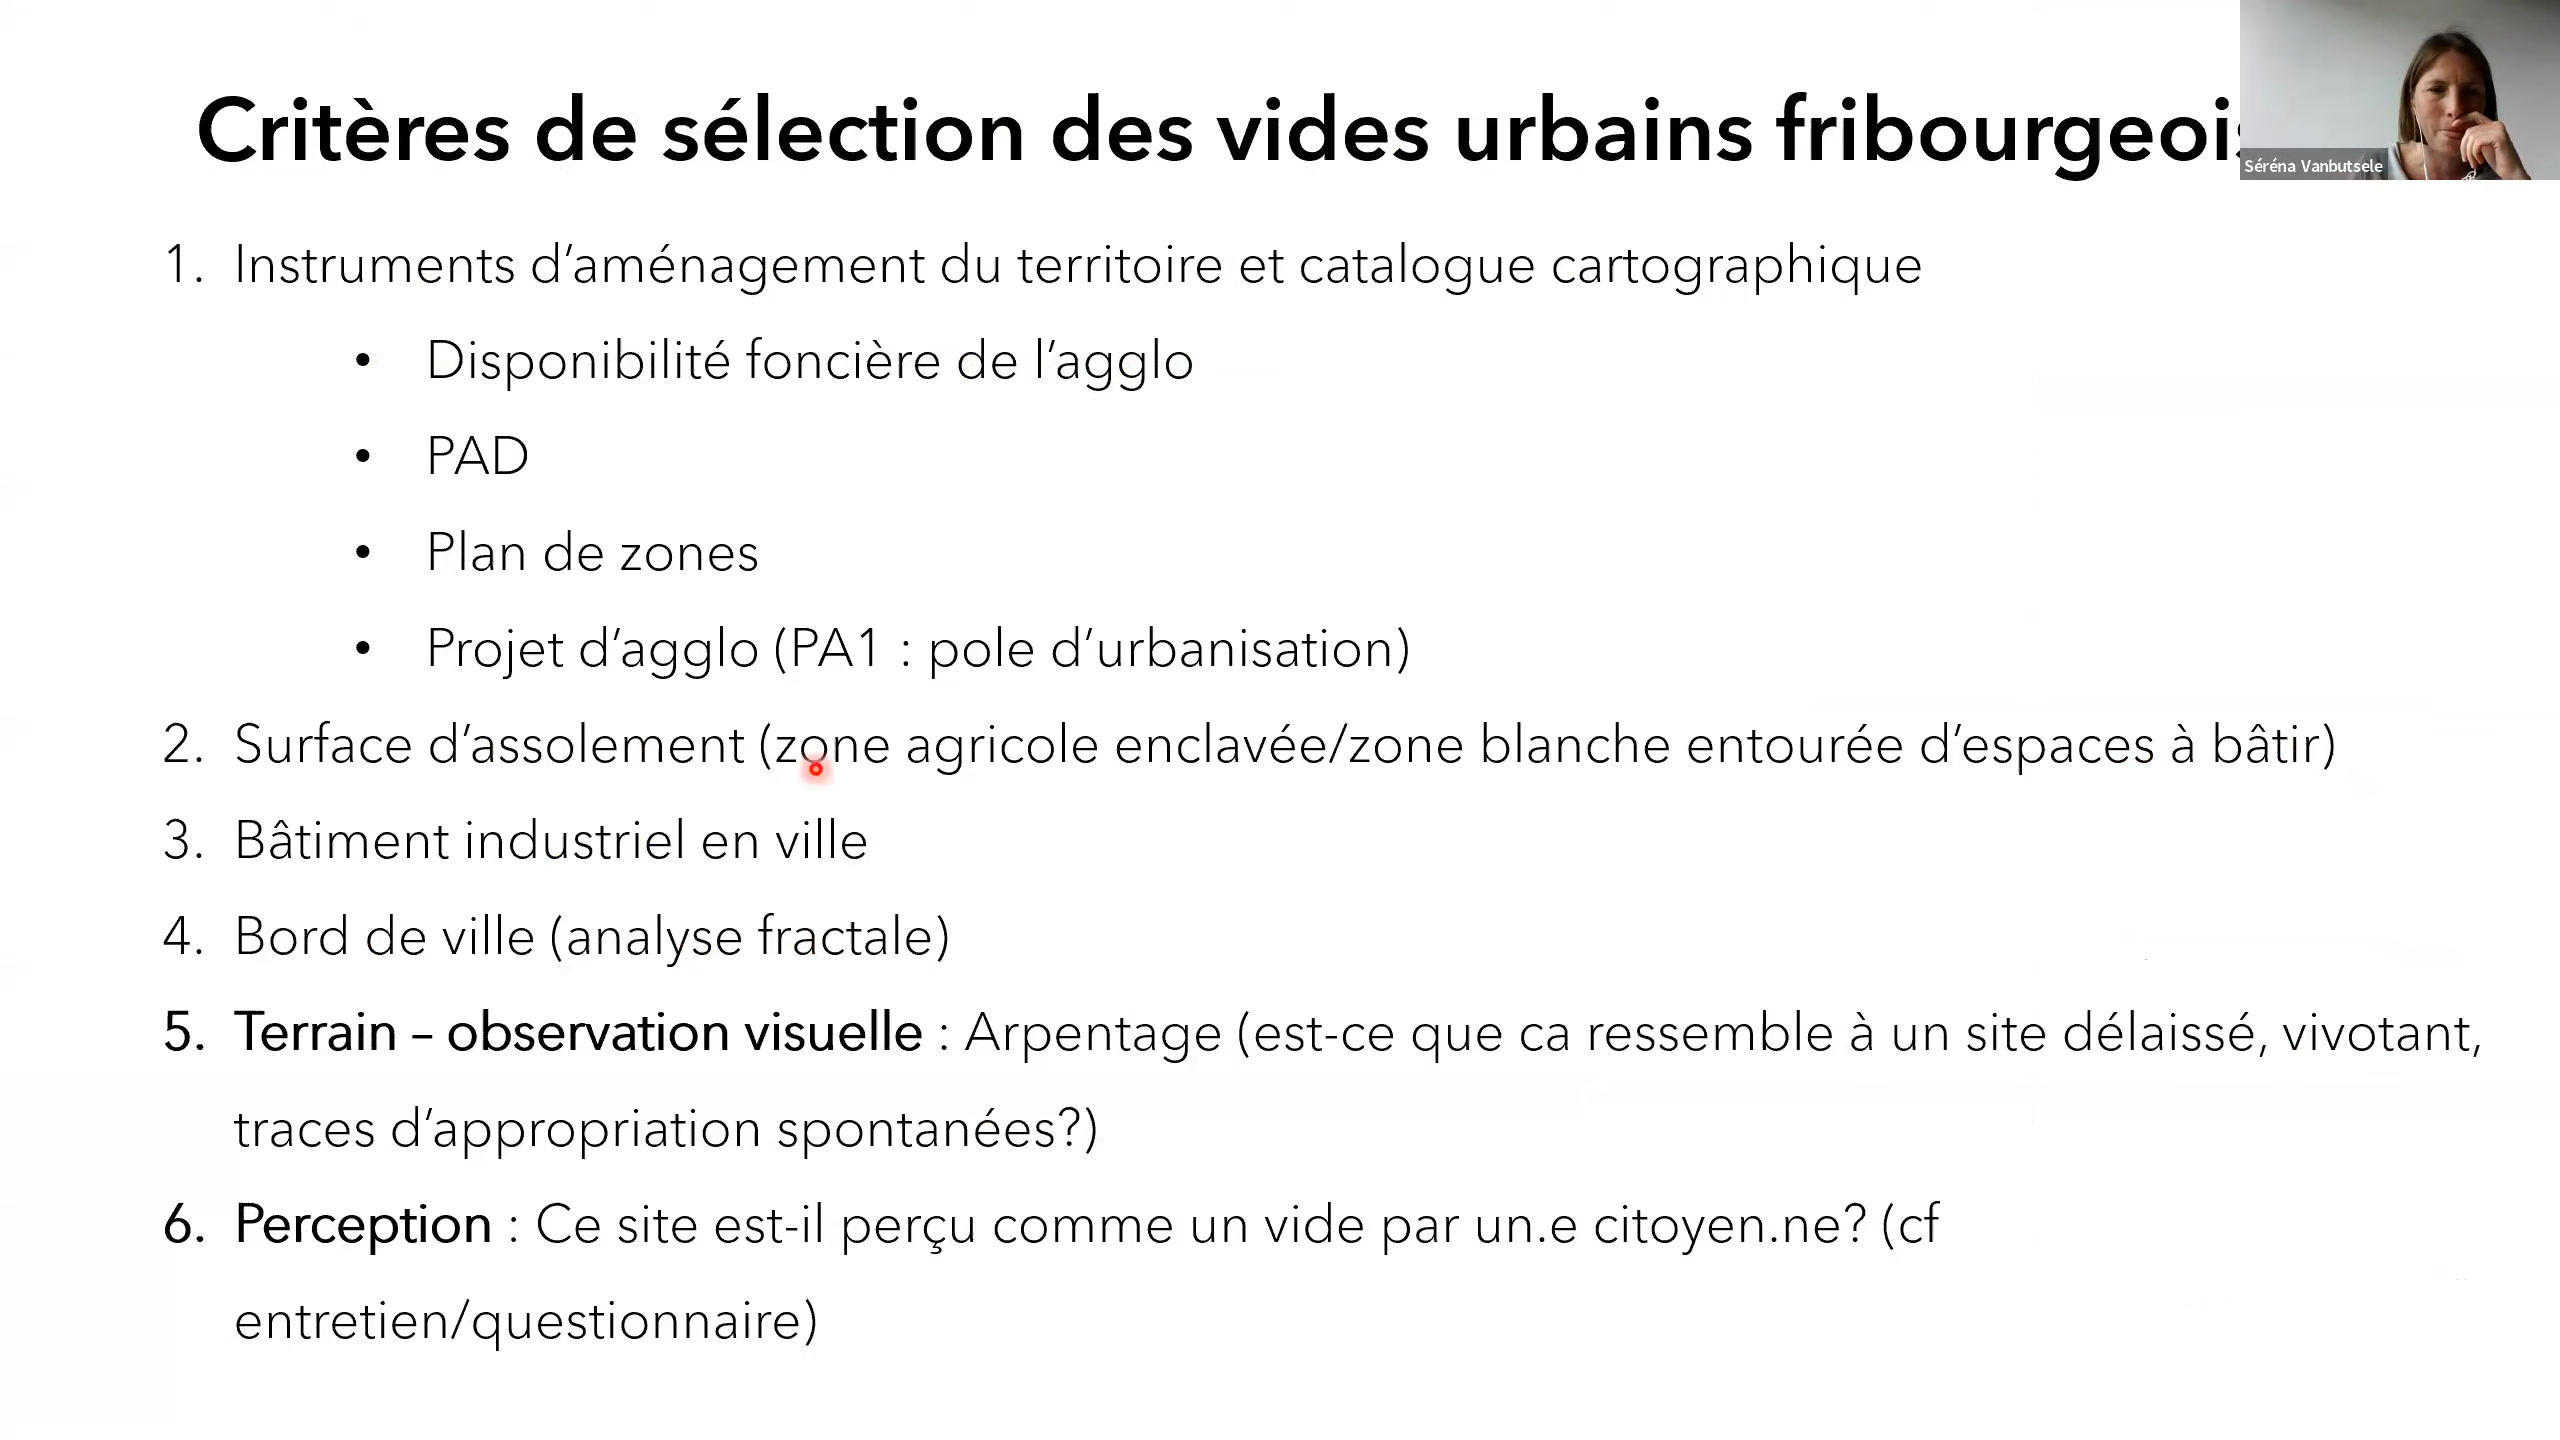 Critères de sélection des vides urbains fribourgeois
Séréna Vanbutsele
1. Instruments d’aménagement du territoire et catalogue cartographique
• Disponibilité foncière de l’agglo
• PAD
• Plan de zones
• Projet d’agglo (PA1 : pole d’urbanisation)
2. Surface d’assolement (zone agricole enclavée/zone blanche entourée d’espaces à bâtir)
3. Bâtiment industriel en ville
4. Bord de ville (analyse fractale)
5. Terrain – observation visuelle : Arpentage (est-ce que ca ressemble à un site délaissé, vivotant,
traces d’appropriation spontanées?)
6. Perception : Ce site est-il perçu comme un vide par un.e citoyen.ne? (cf
entretien/questionnaire)